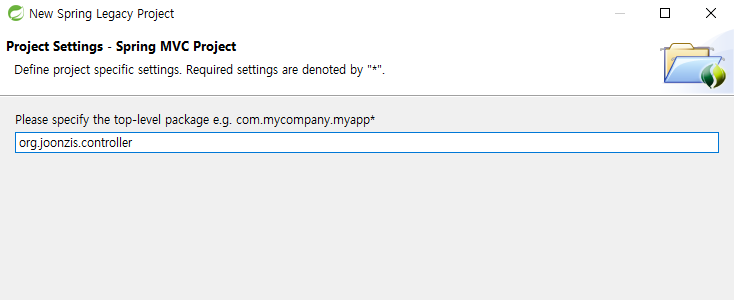 New Spring Legacy Project
Project Settings - Spring MVC Project
Define project specific settings. Required settings are denoted by "*".
Please specify the top-level package e.g. com.mycompany.myapp*
org.joonzis.controller